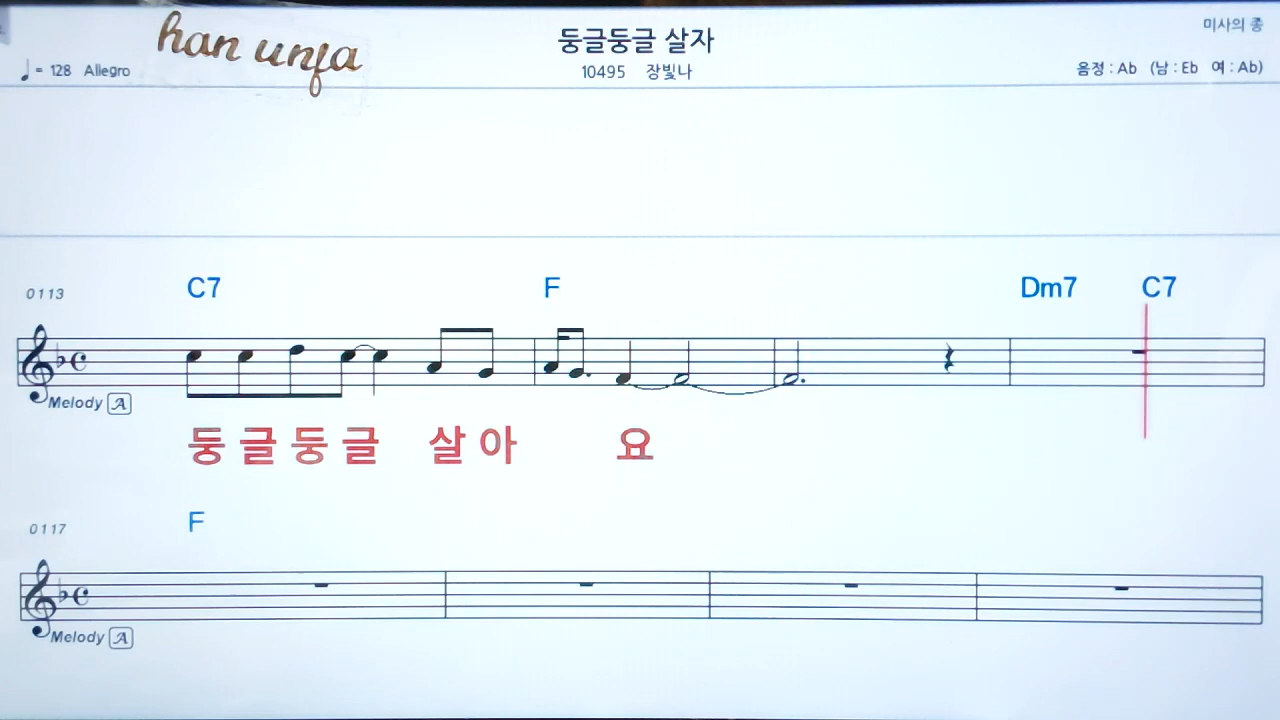 han unja
둥글둥글 살자
미사의 종
♩= 128 Allegro
10495 장빛나
음정 : Ab (남 : Eb 여 : Ab)
0113
C7 F Dm7 C7
Melody A
둥글둥글 살아 요
0117
F
Melody A